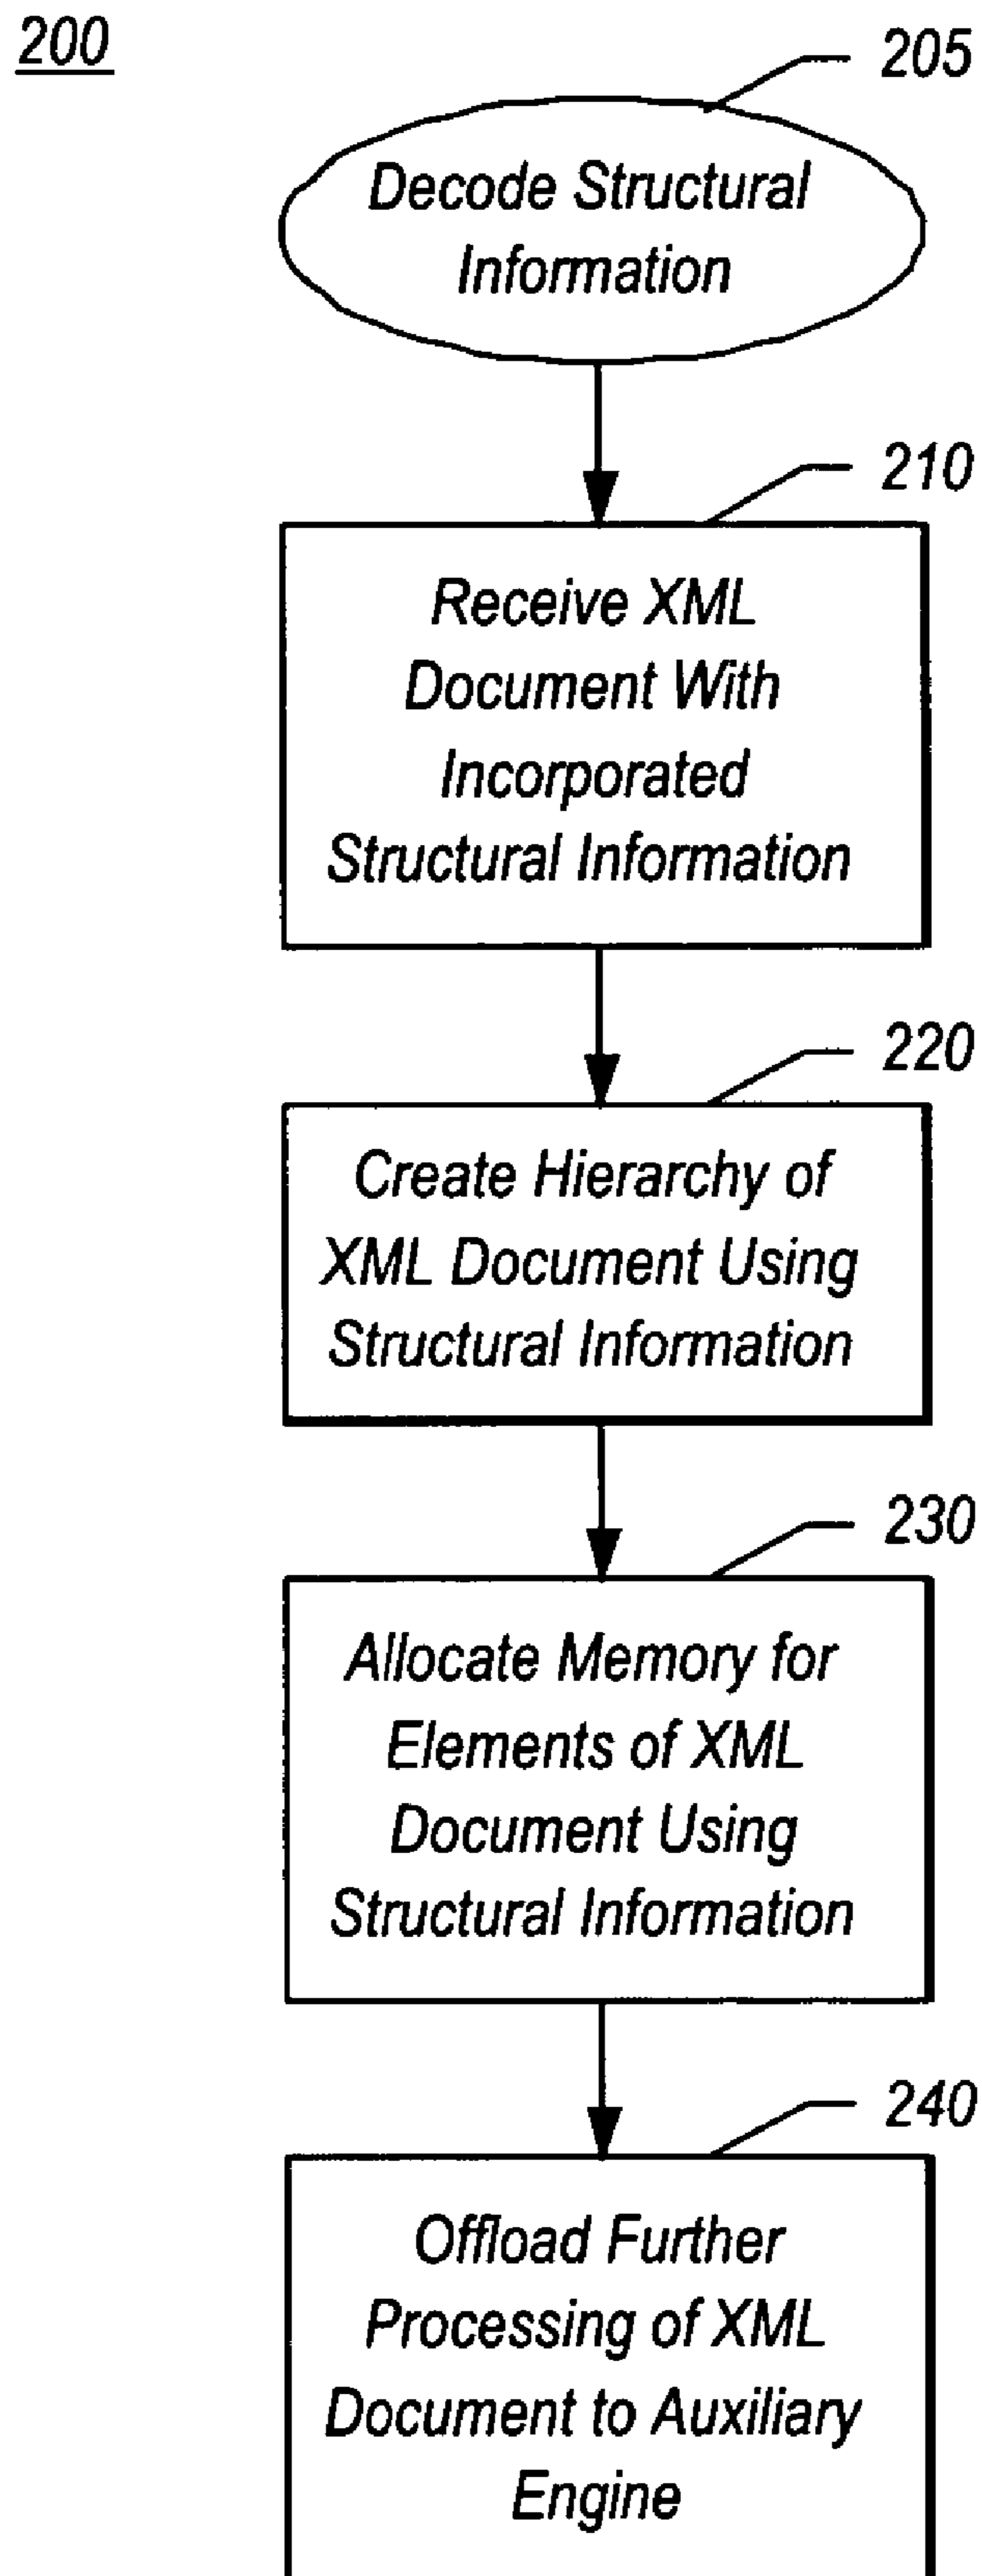 200
205
Decode Structural
Information
210
Receive XML
Document With
Incorporated
Structural Information
220
Create Hierarchy of
XML Document Using
Structural Information
230
Allocate Memory for
Elements of XML
Document Using
Structural Information
240
Offload Further
Processing of XML
Document to Auxiliary
Engine